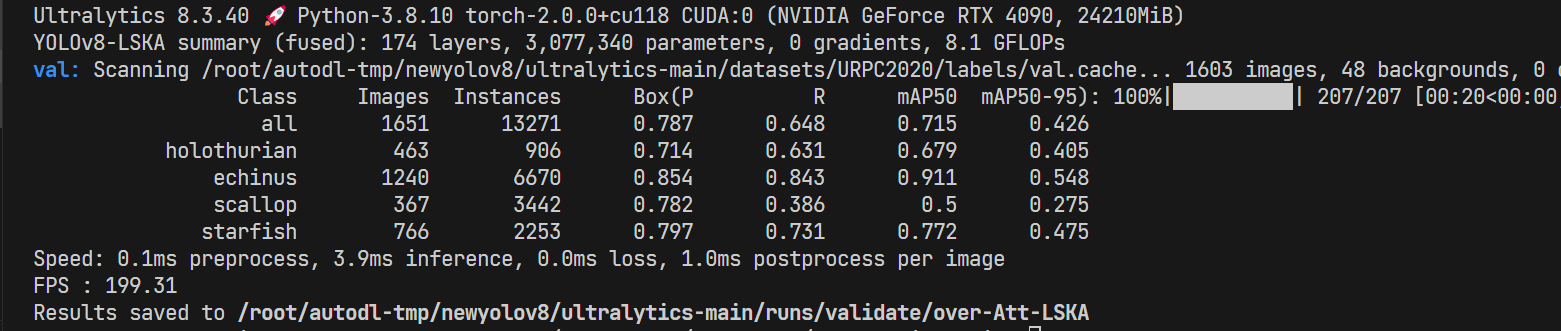 Ultralytics 8.3.40 🚀 Python-3.8.10 torch-2.0.0+cu118 CUDA:0 (NVIDIA GeForce RTX 4090, 24210MiB)
YOLOv8-LSKA summary (fused): 174 layers, 3,077,340 parameters, 0 gradients, 8.1 GFLOPs
val: Scanning /root/autodl-tmp/newyolov8/ultralytics-main/datasets/URPC2020/labels/val.cache... 1603 images, 48 backgrounds, 0
Class Images Instances Box(P R mAP50 mAP50-95): 100%|██████████| 207/207 [00:20<00:00
all 1651 13271 0.787 0.648 0.715 0.426
holothurian 463 906 0.714 0.631 0.679 0.405
echinus 1240 6670 0.854 0.843 0.911 0.548
scallop 367 3442 0.782 0.386 0.5 0.275
starfish 766 2253 0.797 0.731 0.772 0.475
Speed: 0.1ms preprocess, 3.9ms inference, 0.0ms loss, 1.0ms postprocess per image
FPS : 199.31
Results saved to /root/autodl-tmp/newyolov8/ultralytics-main/runs/validate/over-Att-LSKA